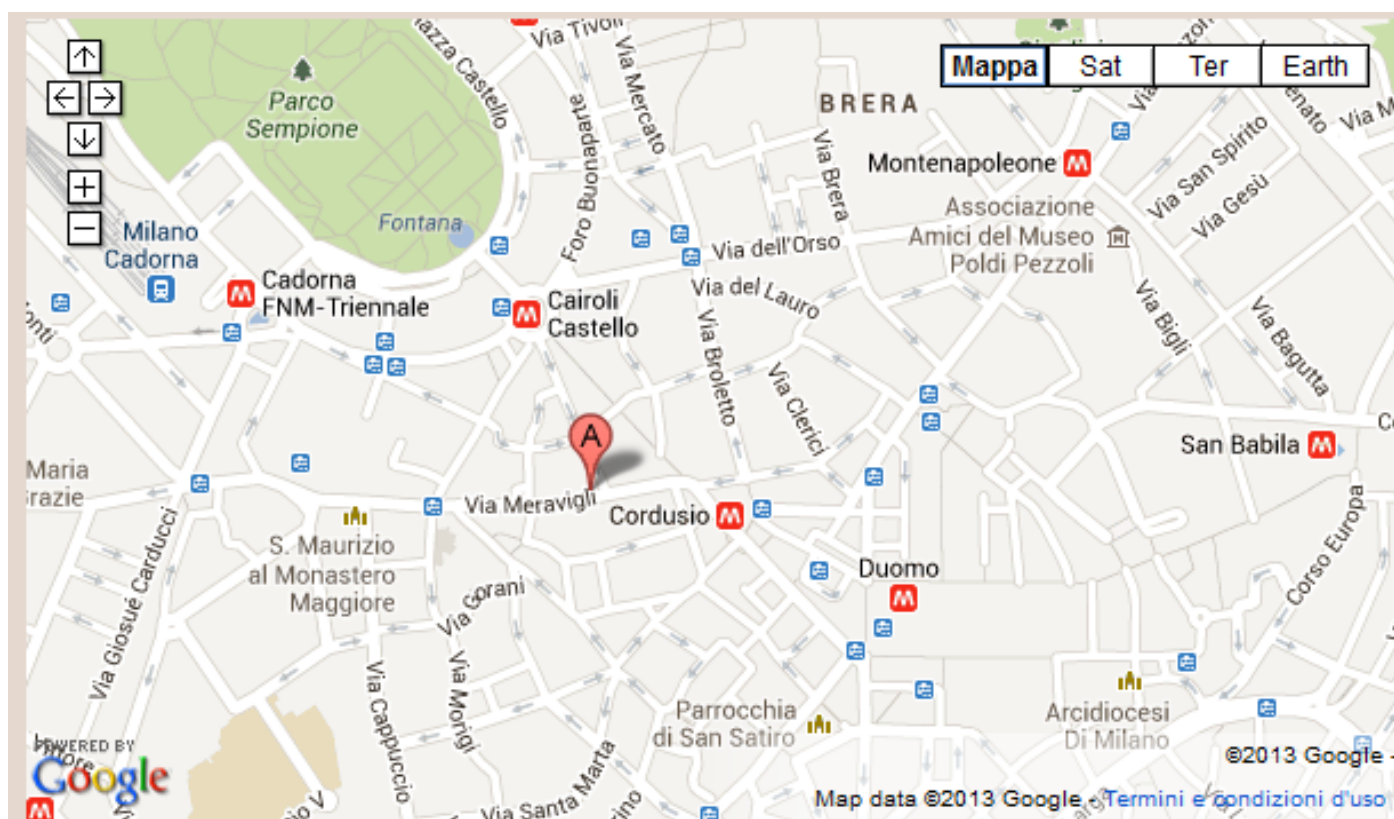 Via Tivoli
Piazza Castello
Via Mercato
Mappa
Sat
Ter
Earth
Parco
Sempione
Foro Buonaparte
BRERA
Via Brera
Montenapoleone
Via San Spirito
Via Gesù
Fontana
Milano
Cadorna
Associazione
Amici del Museo
Poldi Pezzoli
Via dell'Orso
Cadorna
FNM-Triennale
Cairoli
Castello
Via del Lauro
Via Broletto
Via Bigli
Via Bagutta
Via Clerici
A
San Babila
Maria
Grazie
Via Meravigli
Cordusio
S. Maurizio
al Monastero
Maggiore
Duomo
Corso Europa
Via Giosué Carducci
Via Gorani
Via Morigi
Via Cappuccio
Parrocchia
di San Satiro
Arcidiocesi
Di Milano
POWERED BY
Google
Via Santa Marta
©2013 Google -
Map data ©2013 Google - Termini e condizioni d'uso